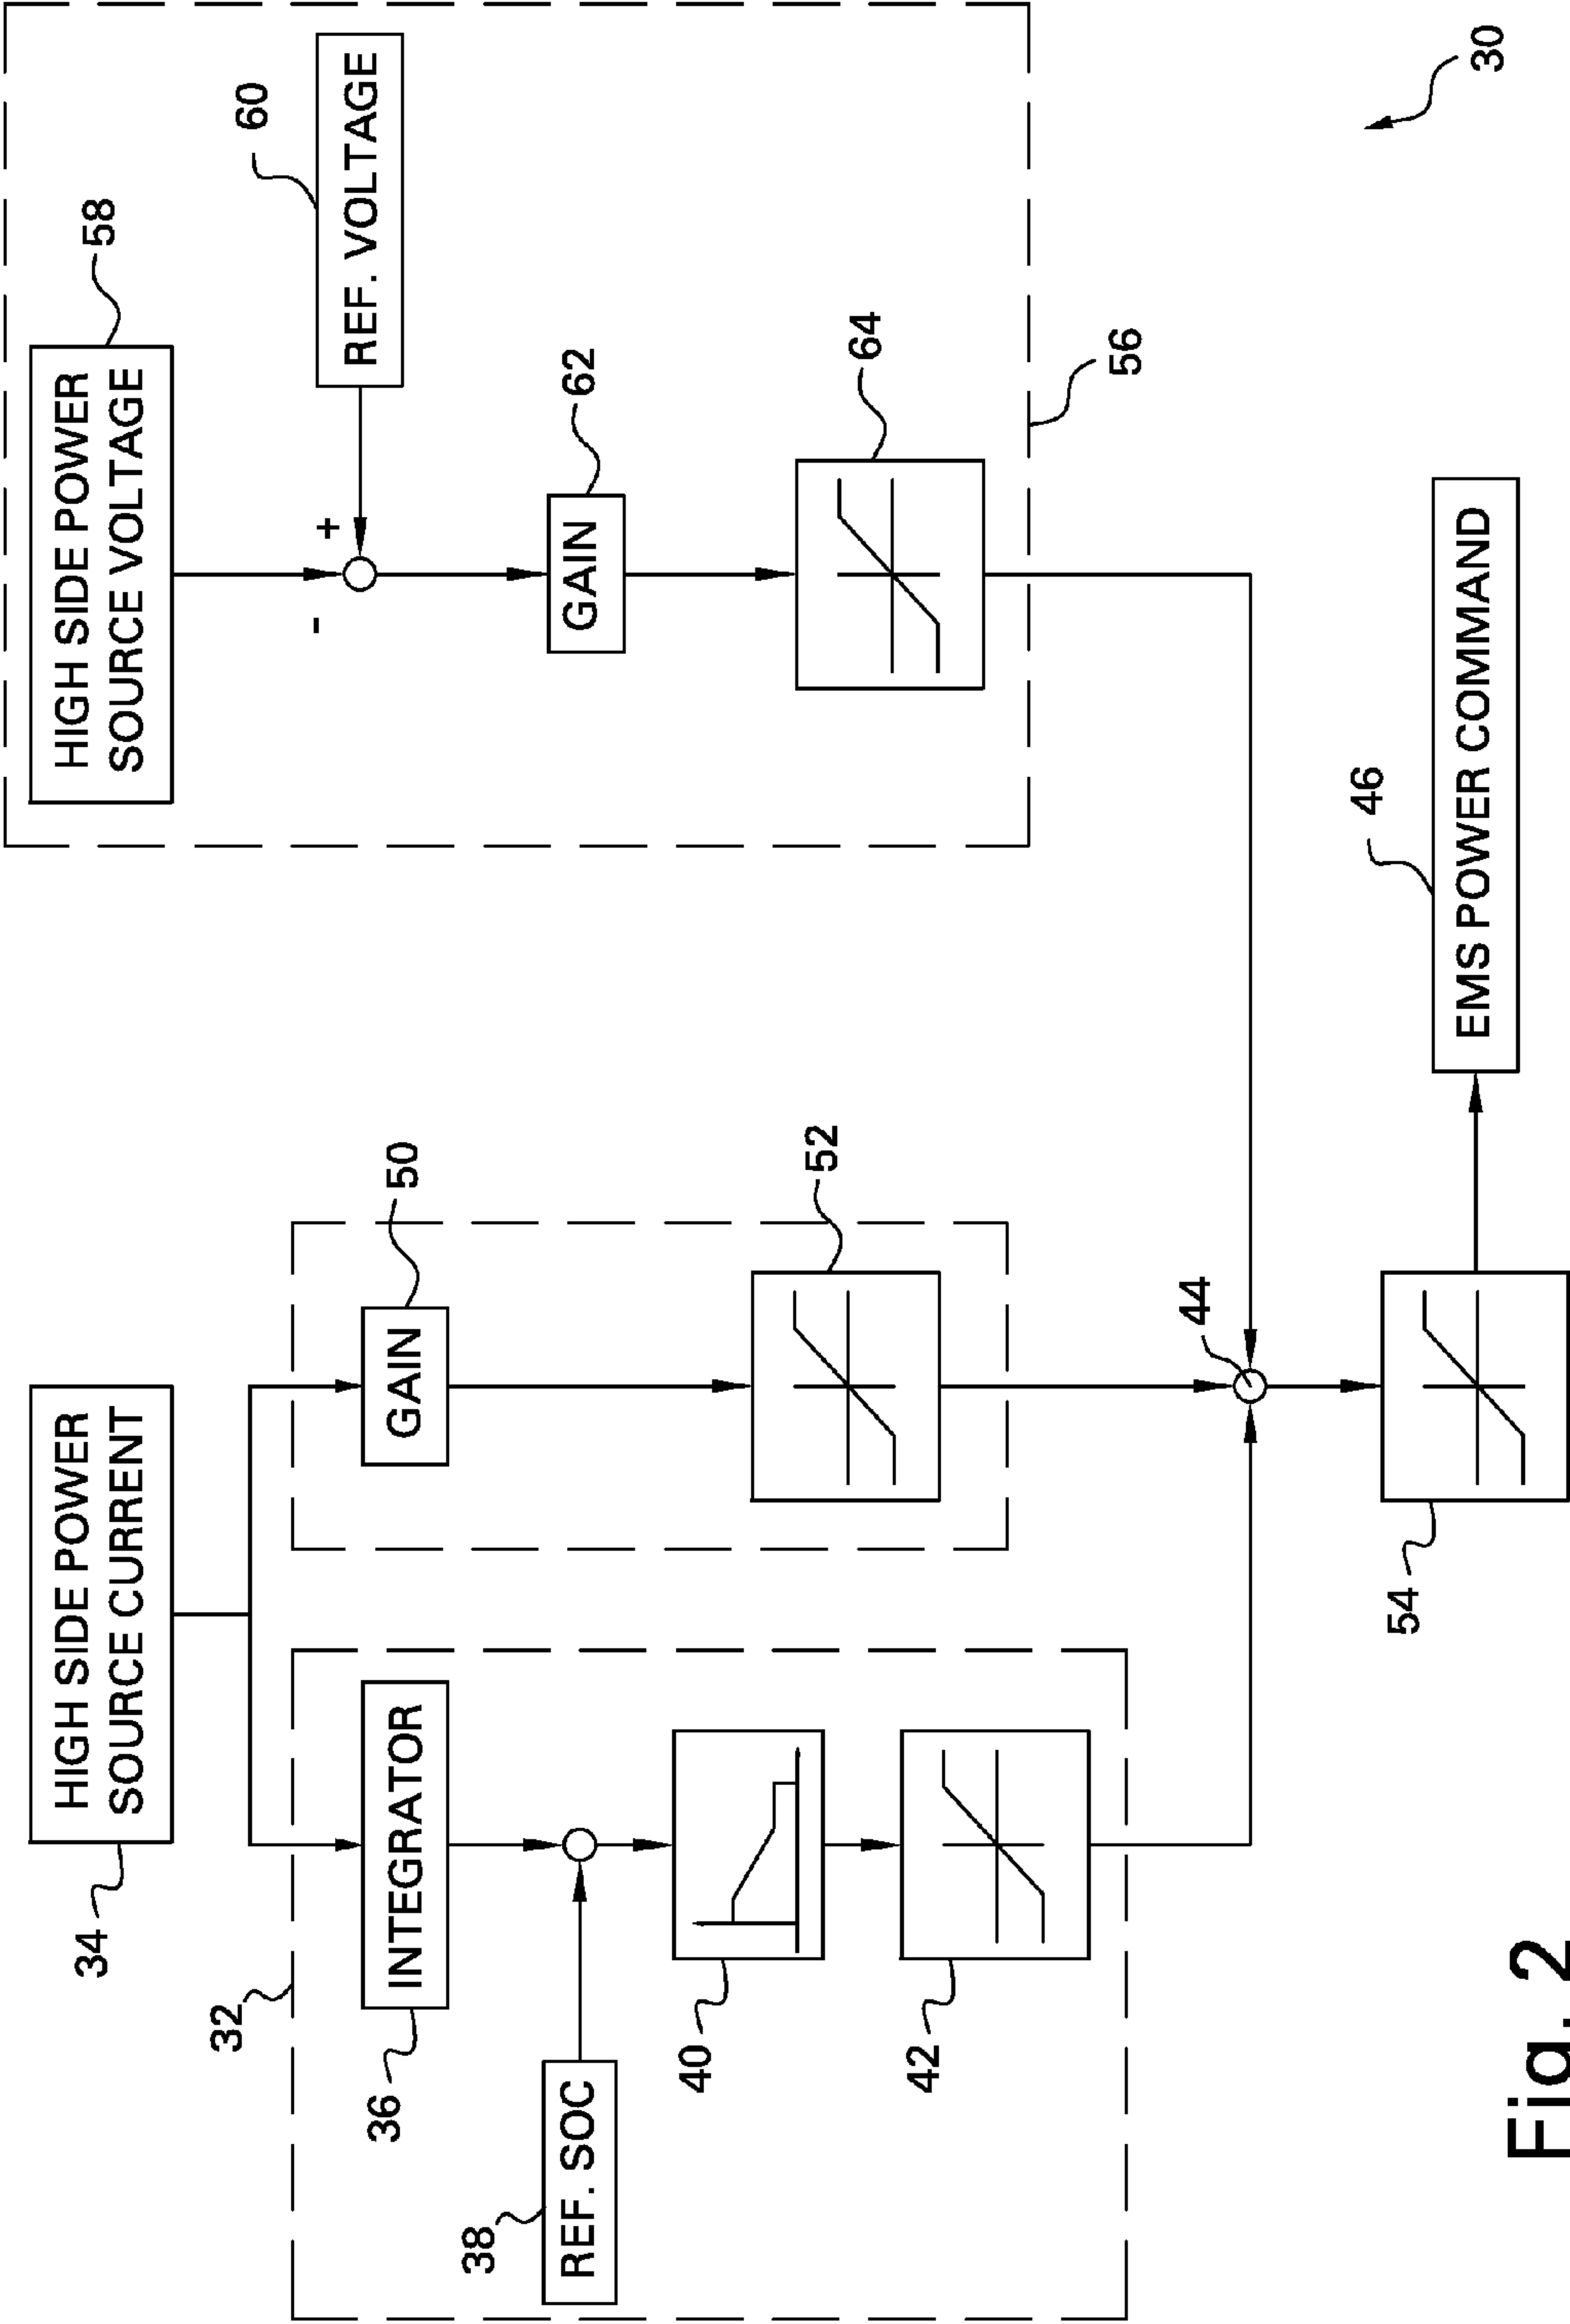 HIGH SIDE POWER
SOURCE CURRENT
34
HIGH SIDE POWER
SOURCE VOLTAGE
58
60
REF. VOLTAGE
+
-
32
36
INTEGRATOR
GAIN
50
38
REF. SOC
GAIN
62
40
42
52
64
56
44
54
46
EMS POWER COMMAND
30
Fig. 2